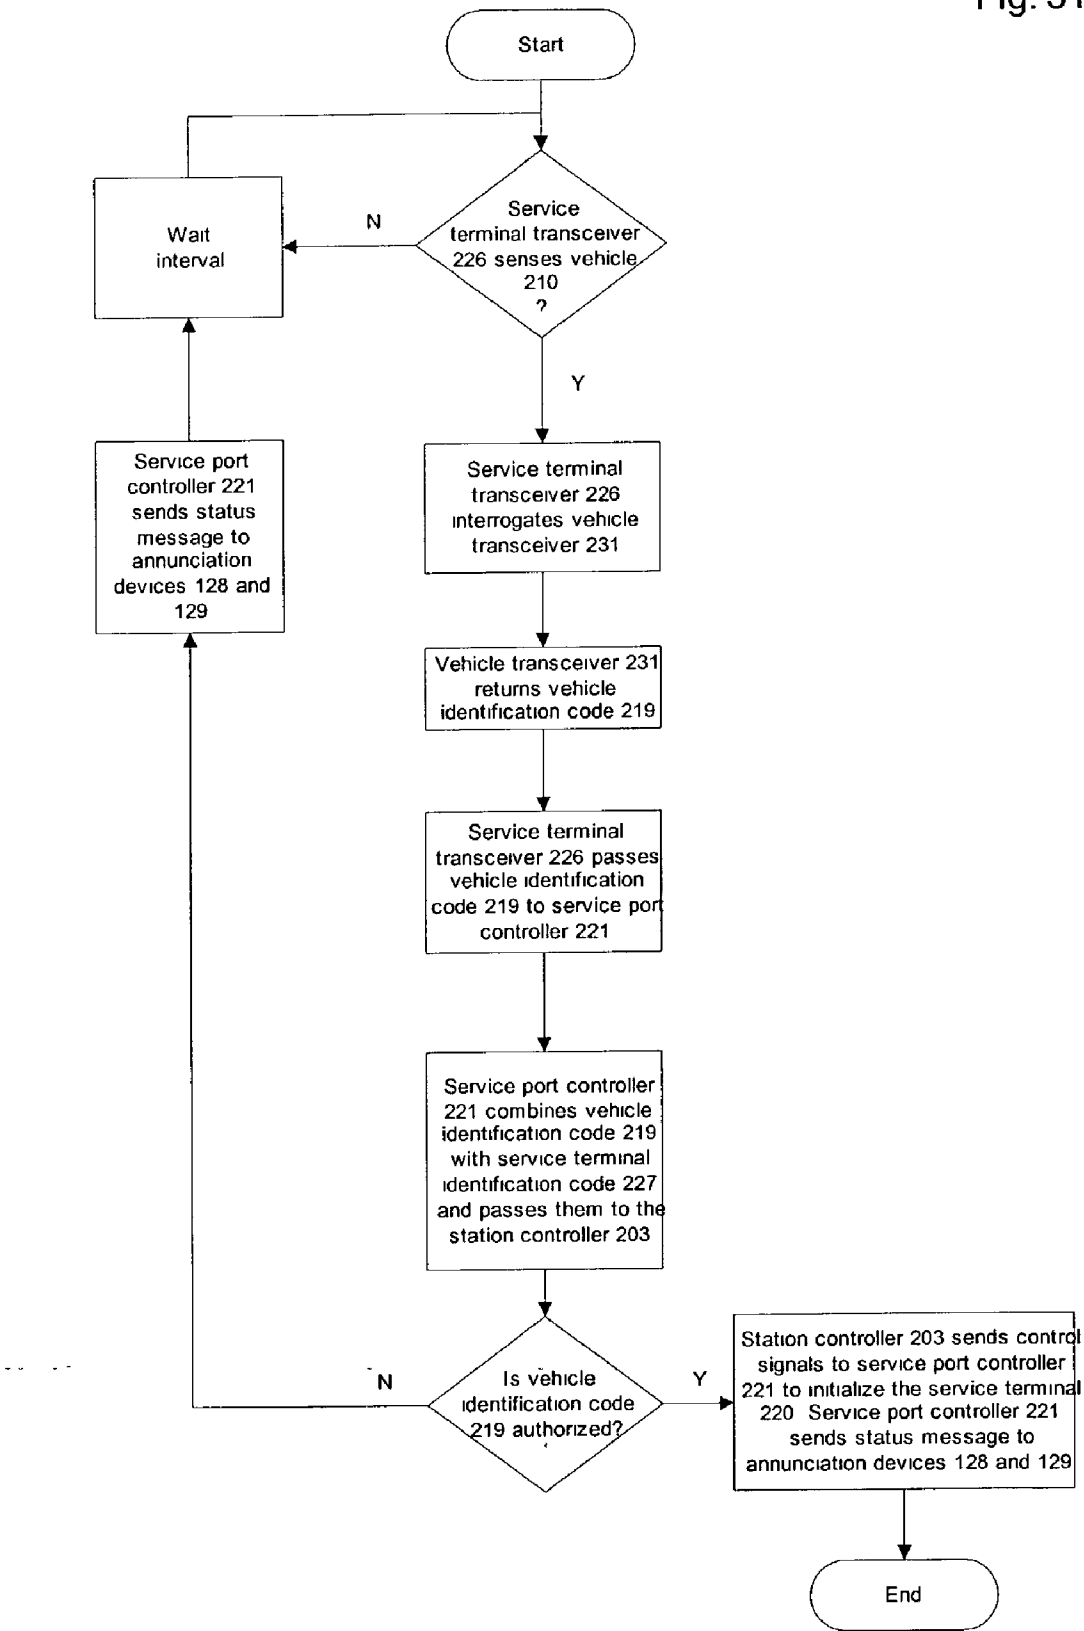 Fig. 31
Start
Service
terminal transceiver
226 senses vehicle
210
?
N
Wait
interval
Y
Service port
controller 221
sends status
message to
annunciation
devices 128 and
129
Service terminal
transceiver 226
interrogates vehicle
transceiver 231
Vehicle transceiver 231
returns vehicle
identification code 219
Service terminal
transceiver 226 passes
vehicle identification
code 219 to service port
controller 221
Service port controller
221 combines vehicle
identification code 219
with service terminal
identification code 227
and passes them to the
station controller 203
Is vehicle
identification code
219 authorized?
N
Y
Station controller 203 sends control
signals to service port controller
221 to initialize the service terminal
220 Service port controller 221
sends status message to
annunciation devices 128 and 129
End